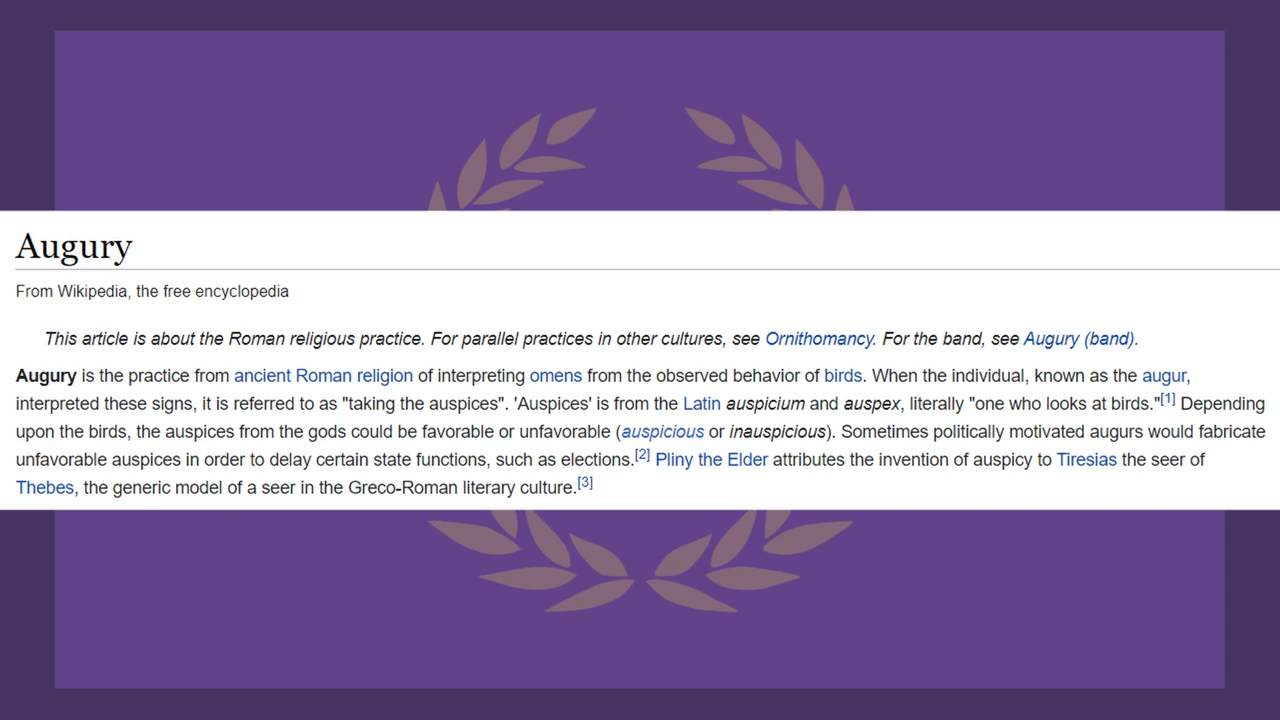 Augury
From Wikipedia, the free encyclopedia
This article is about the Roman religious practice. For parallel practices in other cultures, see Ornithomancy. For the band, see Augury (band).
Augury is the practice from ancient Roman religion of interpreting omens from the observed behavior of birds. When the individual, known as the augur,
interpreted these signs, it is referred to as "taking the auspices". 'Auspices' is from the Latin auspicium and auspex, literally "one who looks at birds."[1] Depending
upon the birds, the auspices from the gods could be favorable or unfavorable (auspicious or inauspicious). Sometimes politically motivated augurs would fabricate
unfavorable auspices in order to delay certain state functions, such as elections.[2] Pliny the Elder attributes the invention of auspicy to Tiresias the seer of
Thebes, the generic model of a seer in the Greco-Roman literary culture.[3]